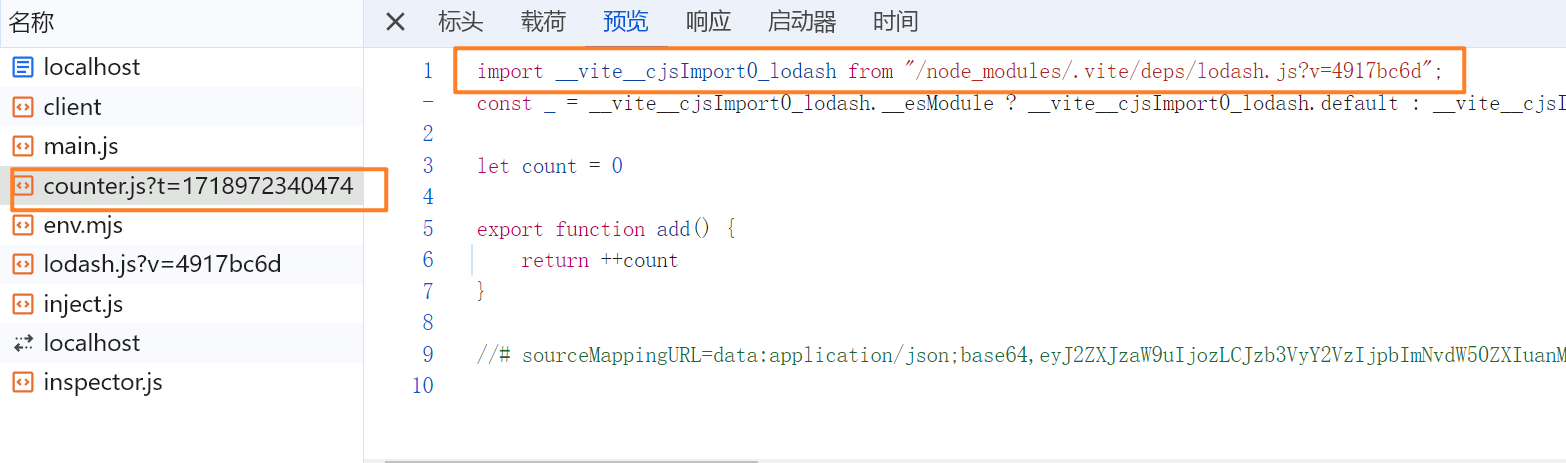 名称
localhost
client
main.js
counter.js?t=1718972340474
env.mjs
lodash.js?v=4917bc6d
inject.js
localhost
inspector.js
标头 载荷 预览 响应 启动器 时间
1 import __vite__cjsImport0_lodash from "/node_modules/.vite/deps/lodash.js?v=4917bc6d";
- const _ = __vite__cjsImport0_lodash.__esModule ? __vite__cjsImport0_lodash.default : __vite__cjsI
2
3 let count = 0
4
5 export function add() {
6 return ++count
7 }
8
9 //# sourceMappingURL=data:application/json;base64,eyJ2ZXJzaW9uIjozLCJzb3VyY2VzIjpbImNvdW50ZXIuanM
10